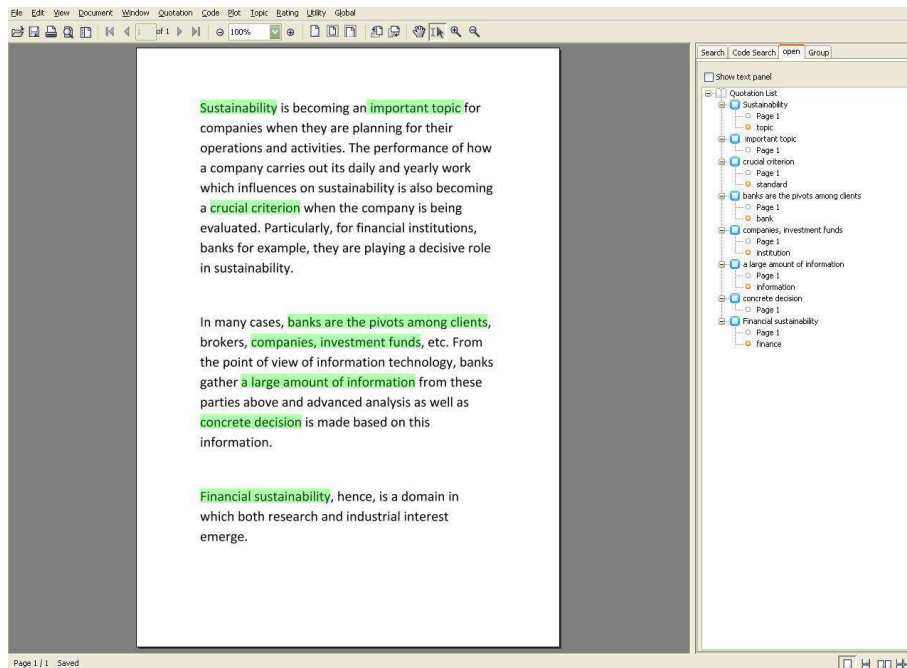 File Edit View Document Window Quotation Code Plot Topic Rating Utility Global
1 of 1 100%
Search Code Search open Group
Show text panel
Quotation List
Sustainability
Page 1
topic
important topic
Page 1
crucial criterion
Page 1
standard
banks are the pivots among clients
Page 1
bank
companies, investment funds
Page 1
institution
a large amount of information
Page 1
information
concrete decision
Page 1
Financial sustainability
Page 1
finance
Sustainability is becoming an important topic for
companies when they are planning for their
operations and activities. The performance of how
a company carries out its daily and yearly work
which influences on sustainability is also becoming
a crucial criterion when the company is being
evaluated. Particularly, for financial institutions,
banks for example, they are playing a decisive role
in sustainability.
In many cases, banks are the pivots among clients,
brokers, companies, investment funds, etc. From
the point of view of information technology, banks
gather a large amount of information from these
parties above and advanced analysis as well as
concrete decision is made based on this
information.
Financial sustainability, hence, is a domain in
which both research and industrial interest
emerge.
Page 1 / 1 Saved